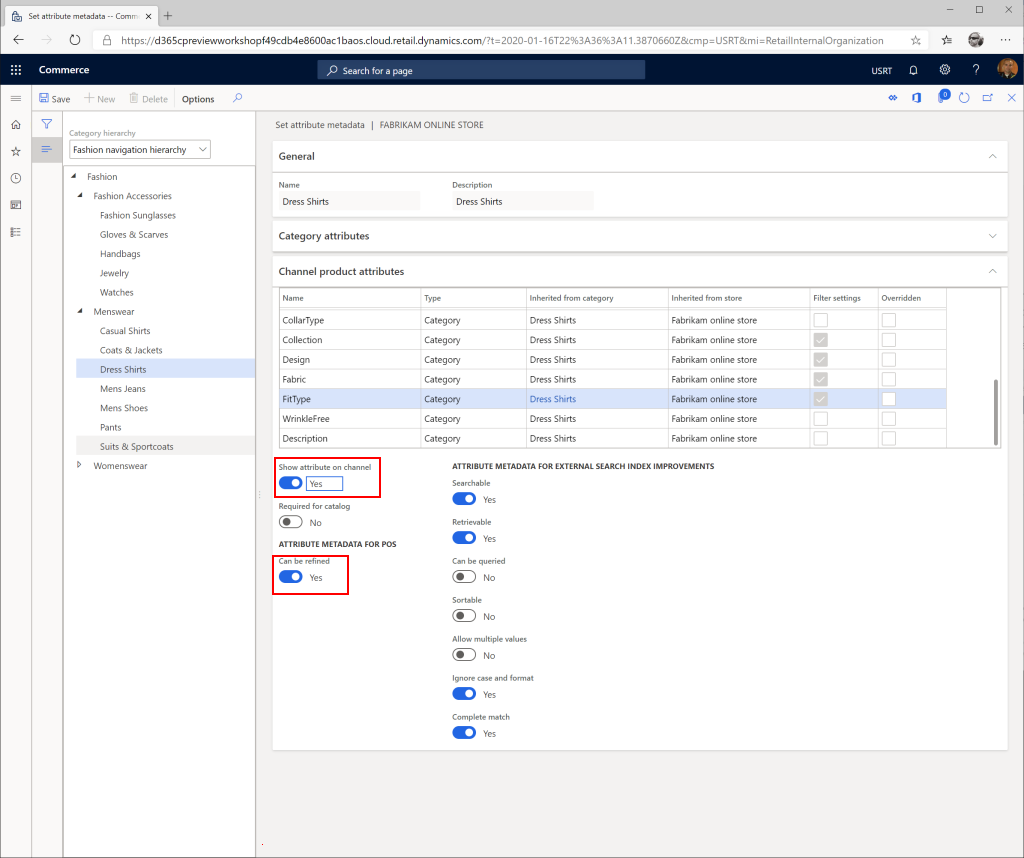 Set attribute metadata -- Comm
https://d365cpreviewworkshopf49cdb4e8600ac1baos.cloud.retail.dynamics.com/?t=2020-01-16T22%3A36%3A11.3870660Z&cmp=USRT&mi=RetailInternalOrganization
Commerce
Search for a page
USRT
Save
New
Delete
Options
0
Category hierarchy
Fashion navigation hierarchy
Fashion
Fashion Accessories
Fashion Sunglasses
Gloves & Scarves
Handbags
Jewelry
Watches
Menswear
Casual Shirts
Coats & Jackets
Dress Shirts
Mens Jeans
Mens Shoes
Pants
Suits & Sportcoats
Womenswear
Set attribute metadata | FABRIKAM ONLINE STORE
General
Name Description
Dress Shirts Dress Shirts
Category attributes
Channel product attributes
Name Type Inherited from category Inherited from store Filter settings Overridden
CollarType Category Dress Shirts Fabrikam online store
Collection Category Dress Shirts Fabrikam online store
Design Category Dress Shirts Fabrikam online store
Fabric Category Dress Shirts Fabrikam online store
FitType Category Dress Shirts Fabrikam online store
WrinkleFree Category Dress Shirts Fabrikam online store
Description Category Dress Shirts Fabrikam online store
Show attribute on channel
Yes
Required for catalog
No
ATTRIBUTE METADATA FOR POS
Can be refined
Yes
ATTRIBUTE METADATA FOR EXTERNAL SEARCH INDEX IMPROVEMENTS
Searchable
Yes
Retrievable
Yes
Can be queried
No
Sortable
No
Allow multiple values
No
Ignore case and format
Yes
Complete match
Yes